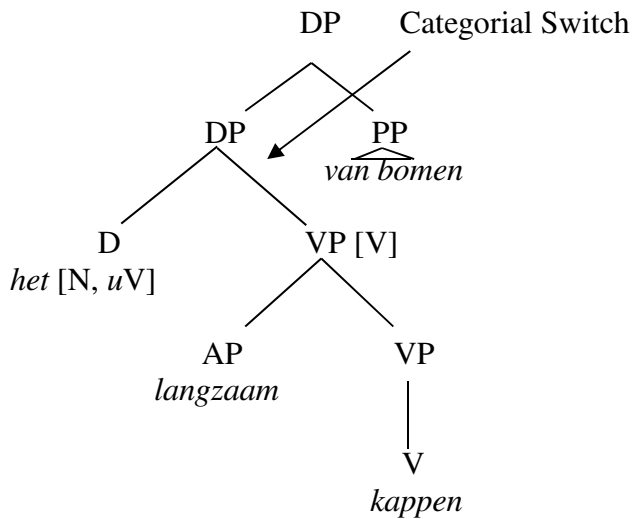 DP Categorial Switch
DP PP
van bomen
D VP [V]
het [N, uV]
AP VP
langzaam
V
kappen